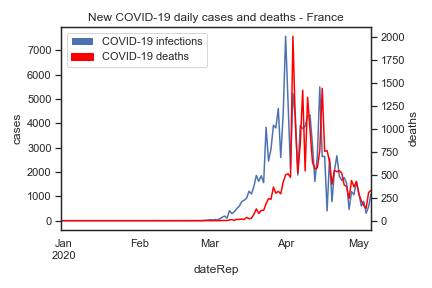 New COVID-19 daily cases and deaths - France
COVID-19 infections
COVID-19 deaths
cases
7000
6000
5000
4000
3000
2000
1000
0
deaths
2000
1750
1500
1250
1000
750
500
250
0
Jan
2020
Feb
Mar
Apr
May
dateRep